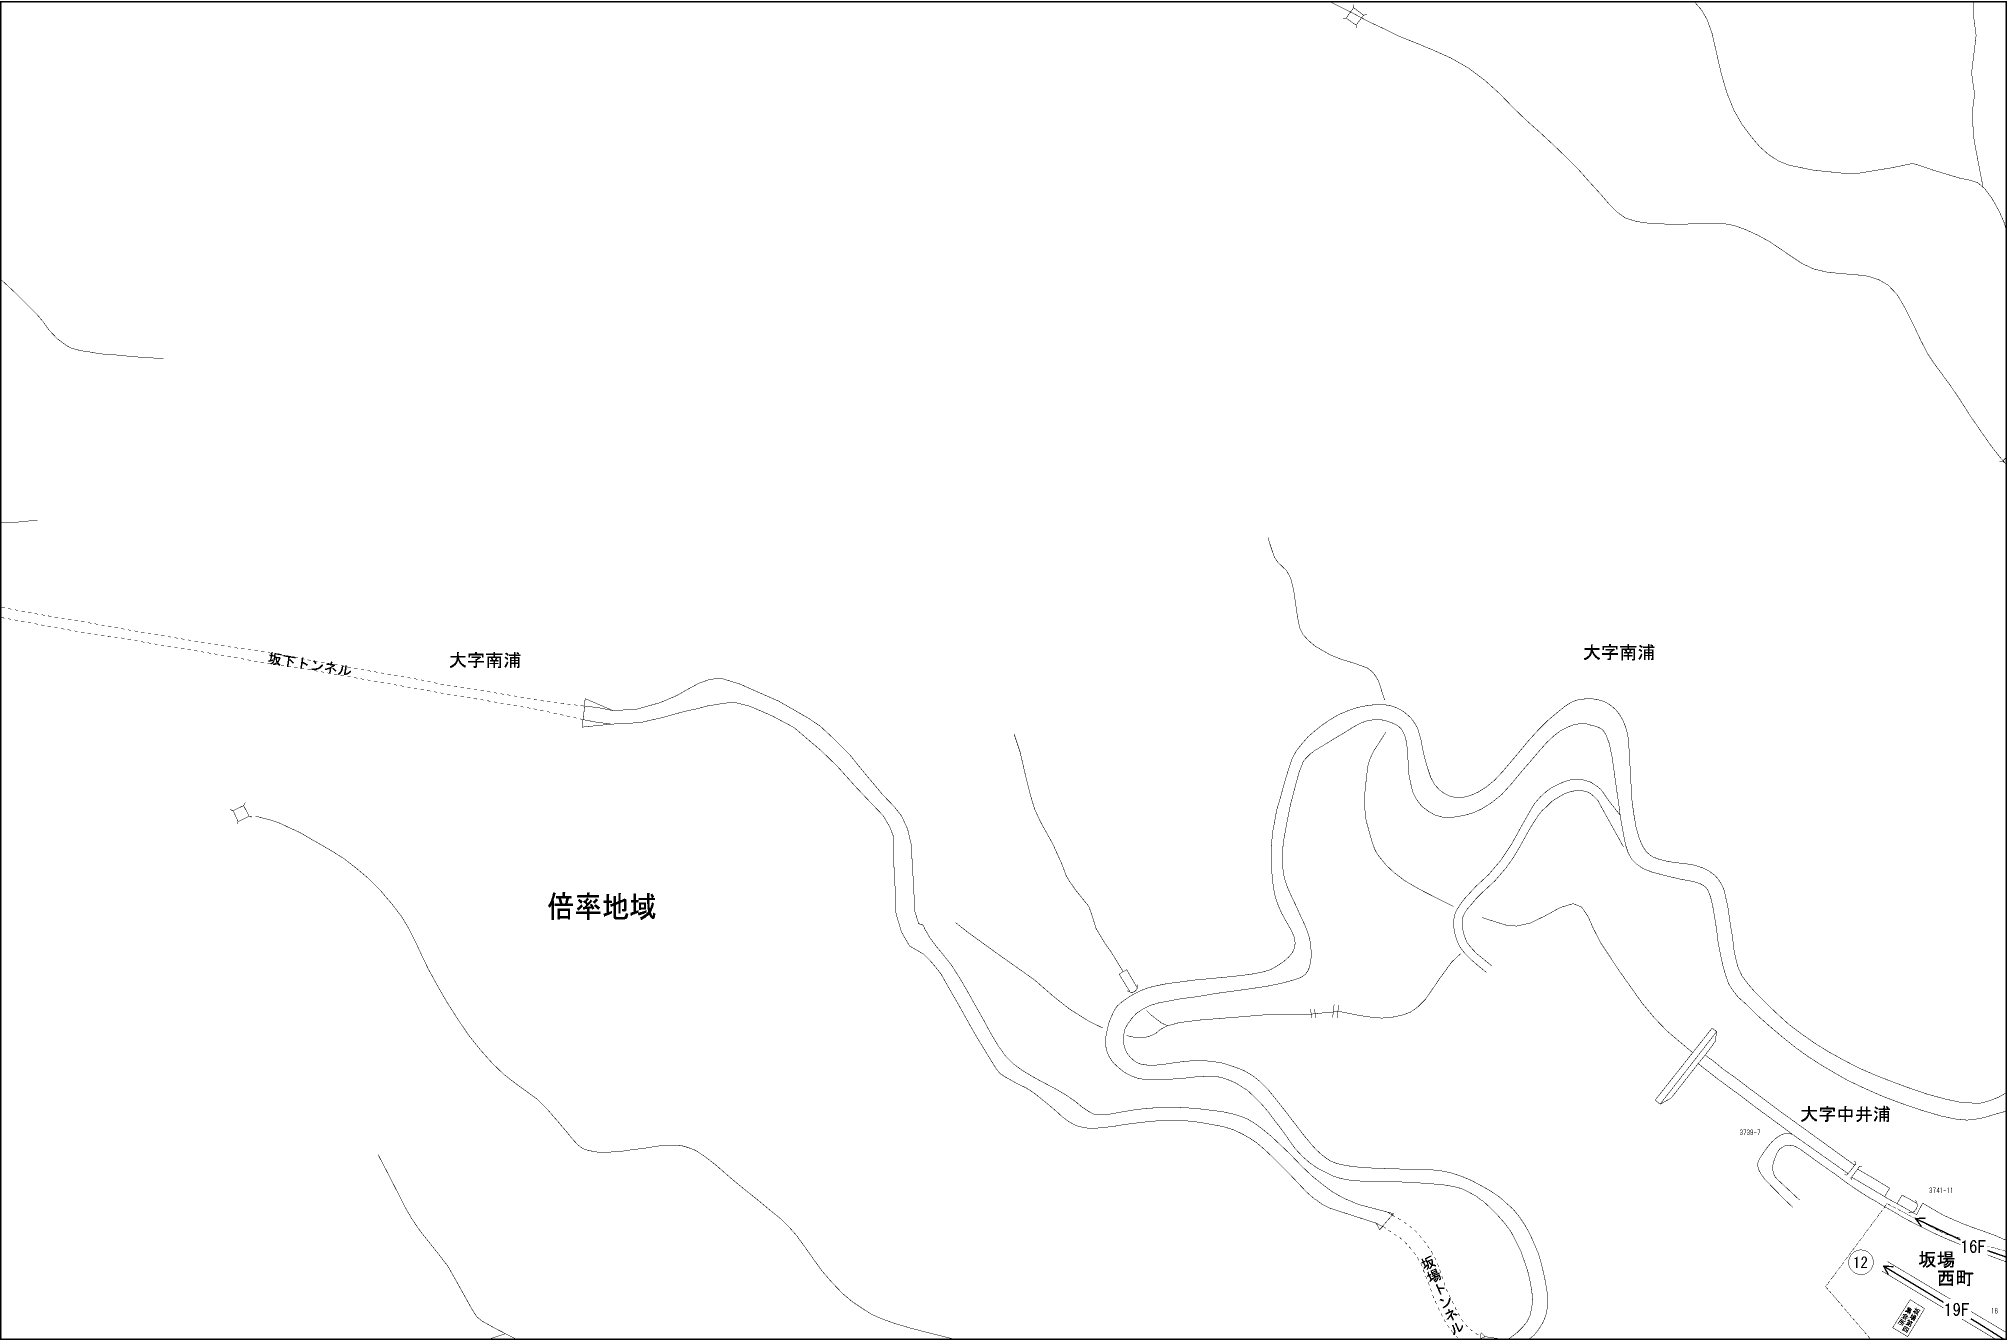 大字南浦
坂下トンネル
大字南浦
倍率地域
大字中井浦
3739-7
3741-11
16F
坂場
西町
12
坂場トンネル
19F
16